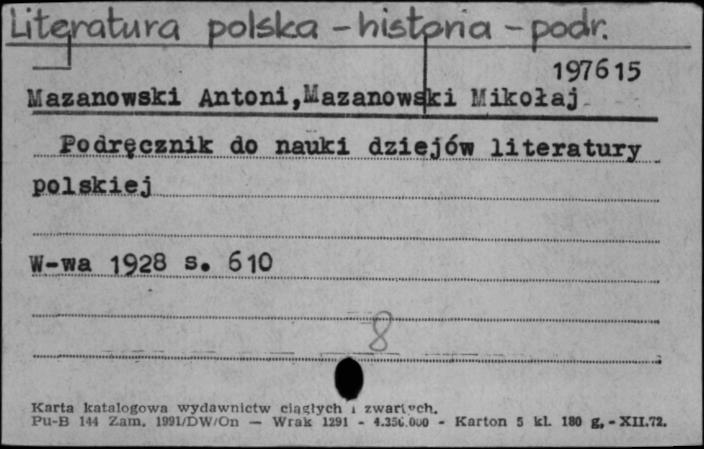 Literatura polska - historia - podr.
197615
Mazanowski Antoni, Mazanowski Mikołaj
Podręcznik do nauki dziejów literatury
polskiej
W-wa 1928 s. 610
8
Karta katalogowa wydawnictw ciągłych i zwartych.
Pu-B 144 Zam. 1991/DW/On — Wrak 1291 - 4.350.000 - Karton 5 kl. 180 g. - XII.72.